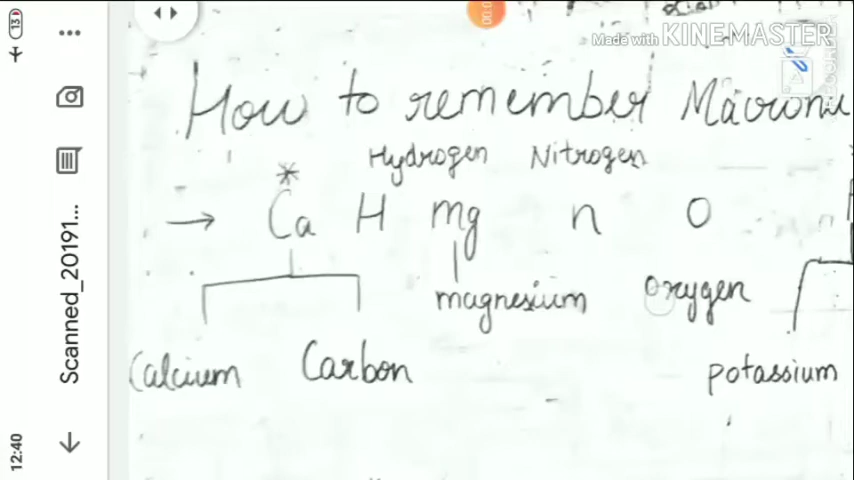 Made with KINEMASTER
How to remember Macronu
Hydrogen Nitrogen
* 
→ Ca H mg n O
magnesium oxygen
Calcium Carbon potassium
Scanned_20191...
12:40
13